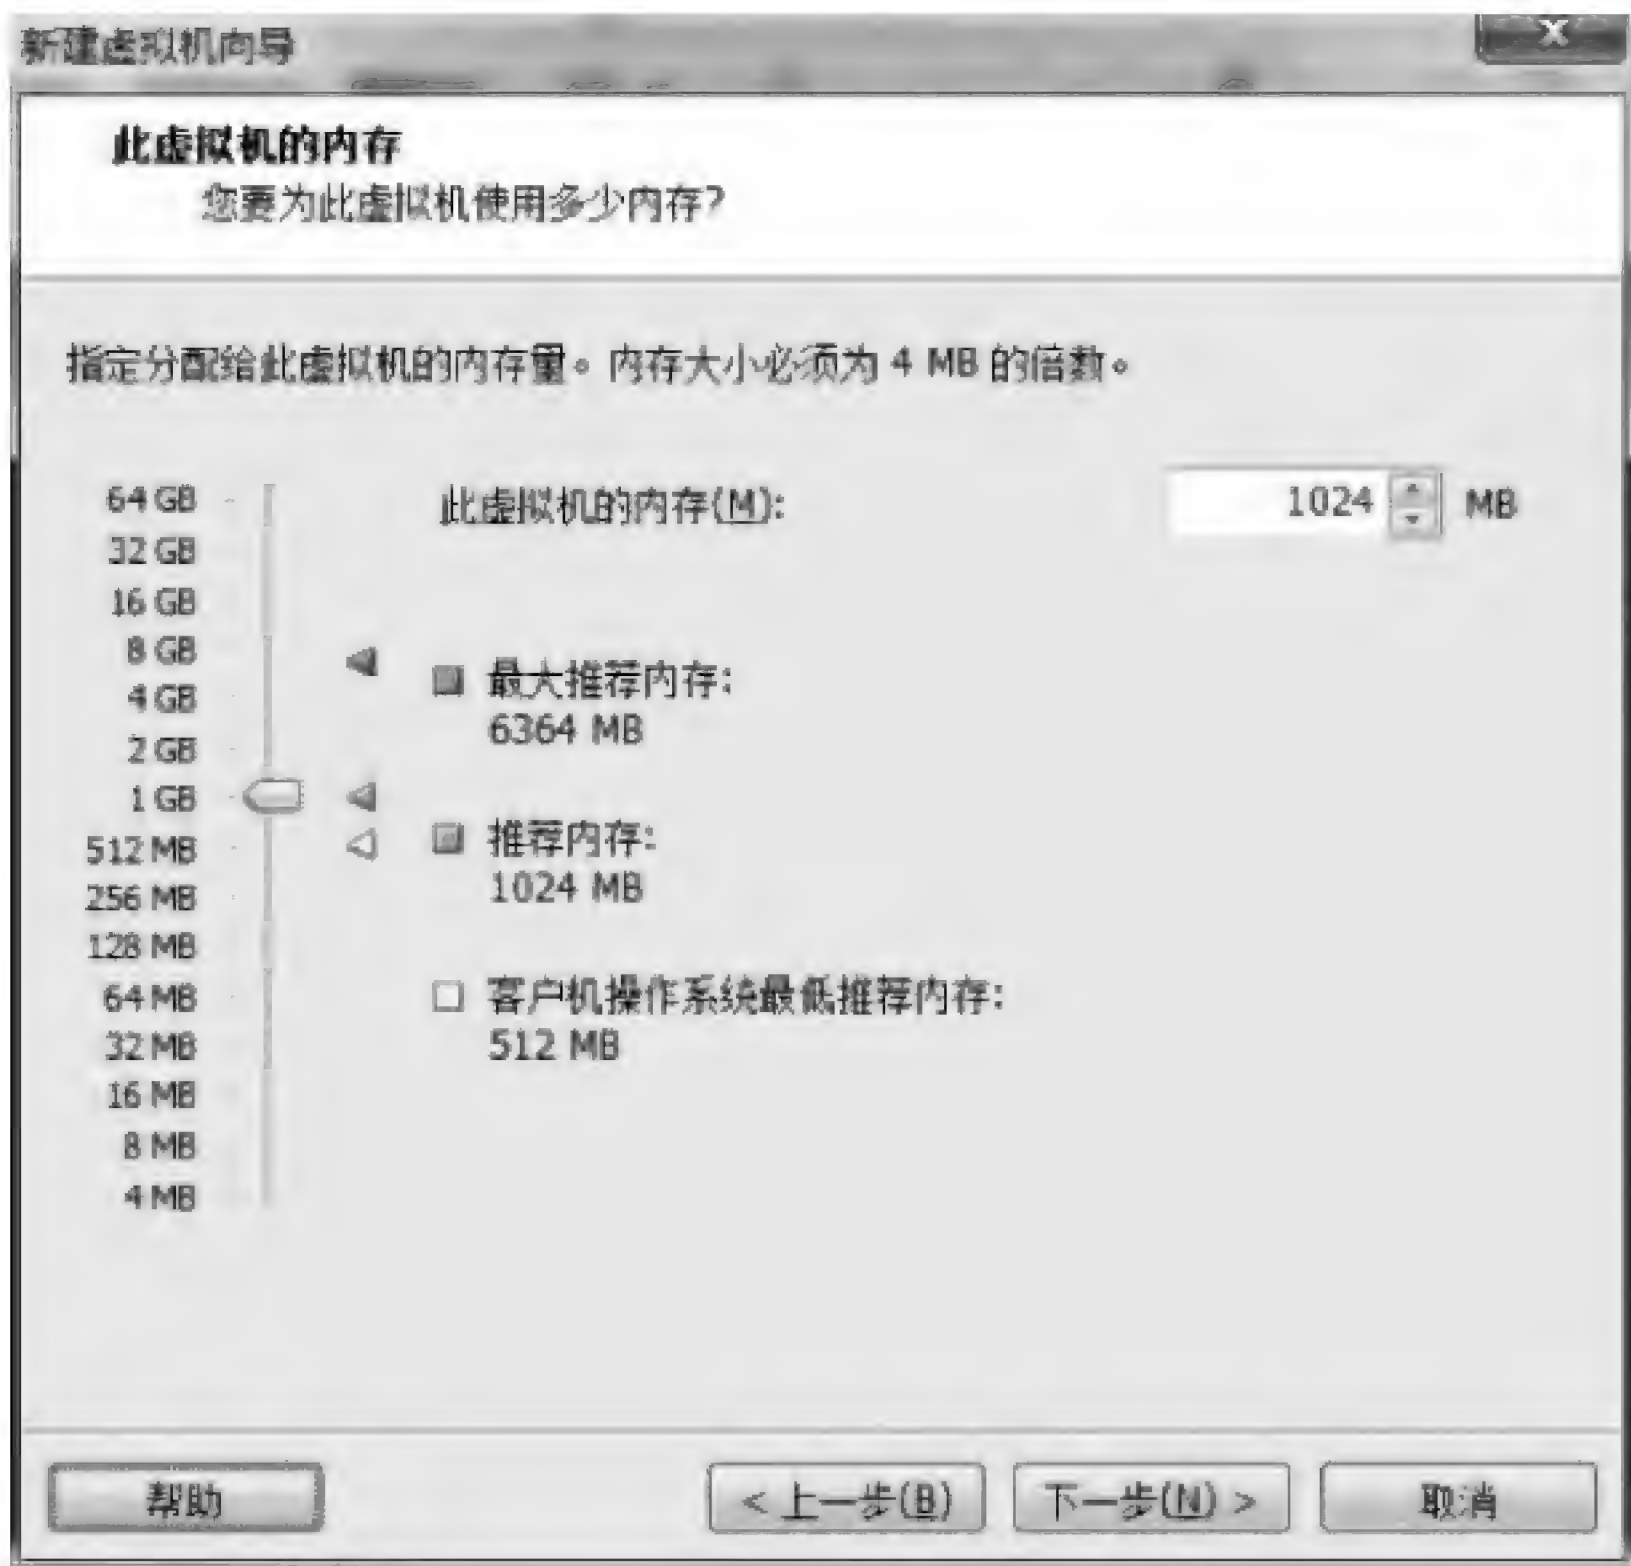 新建虚拟机向导
此虚拟机的内存
您要为此虚拟机使用多少内存?
指定分配给此虚拟机的内存量。内存大小必须为 4 MB 的倍数。
64 GB
此虚拟机的内存(M):
1024
MB
32 GB
16 GB
8 GB
最大推荐内存:
4 GB
6364 MB
2 GB
1 GB
512 MB
推荐内存:
256 MB
1024 MB
128 MB
64 MB
客户机操作系统最低推荐内存:
32 MB
512 MB
16 MB
8 MB
4 MB
帮助
< 上一步(B)
下一步(N) >
取消